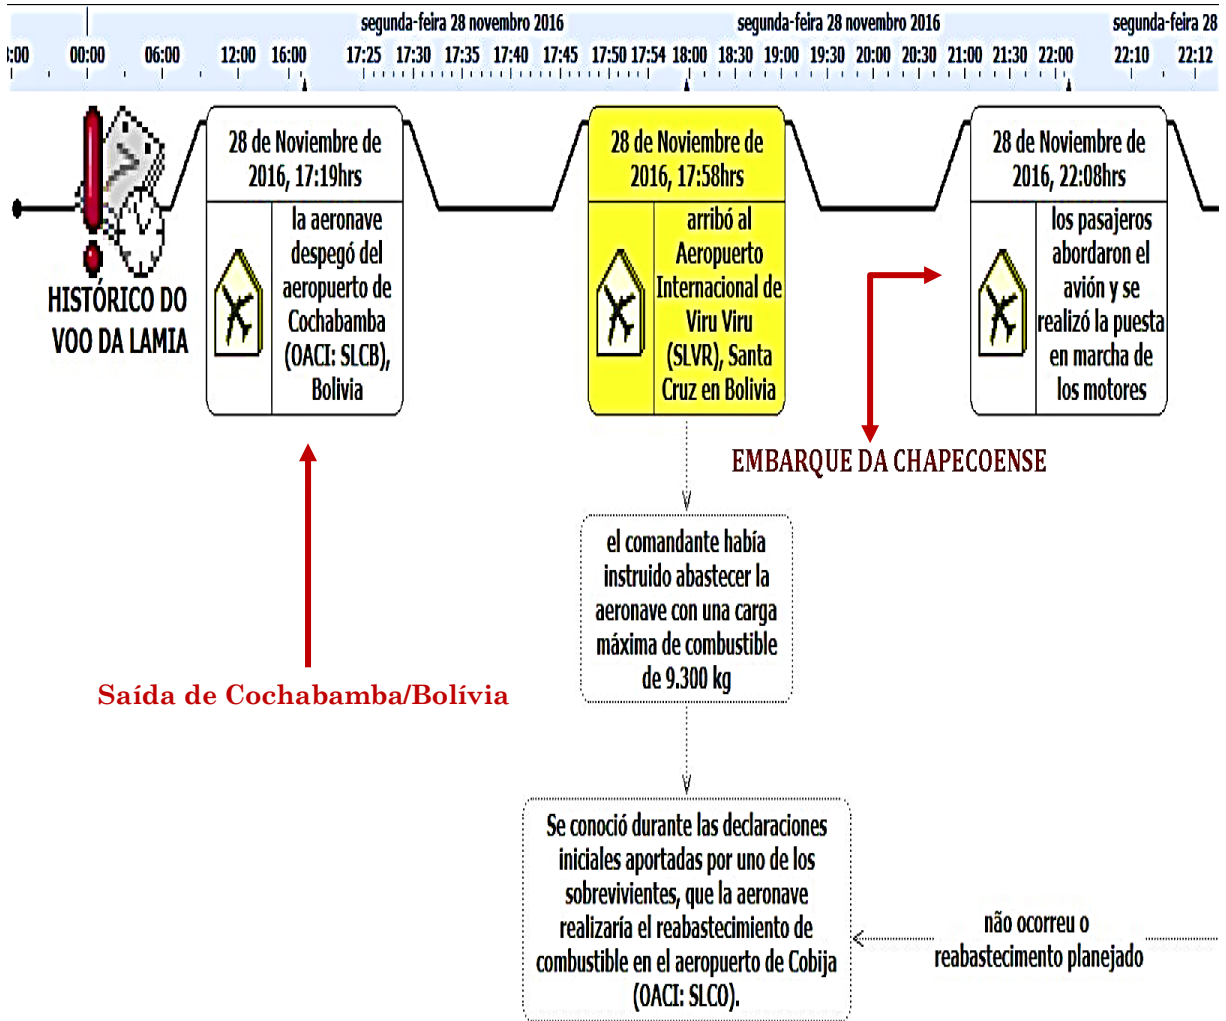 segunda-feira 28 novembro 2016 segunda-feira 28 novembro 2016 segunda-feira 28
:00 00:00 06:00 12:00 16:00 17:25 17:30 17:35 17:40 17:45 17:50 17:54 18:00 18:30 19:00 19:30 20:00 20:30 21:00 21:30 22:00 22:10 22:12
HISTÓRICO DO
VOO DA LAMIA
28 de Noviembre de
2016, 17:19hrs
la aeronave
despegó del
aeropuerto de
Cochabamba
(OACI: SLCB),
Bolivia
28 de Noviembre de
2016, 17:58hrs
arribó al
Aeropuerto
Internacional de
Viru Viru
(SLVR), Santa
Cruz en Bolivia
28 de Noviembre de
2016, 22:08hrs
los pasajeros
abordaron el
avión y se
realizó la puesta
en marcha de
los motores
EMBARQUE DA CHAPECOENSE
Saída de Cochabamba/Bolívia
el comandante había
instruido abastecer la
aeronave con una carga
máxima de combustible
de 9.300 kg
Se conoció durante las declaraciones
iniciales aportadas por uno de los
sobrevivientes, que la aeronave
realizaría el reabastecimiento de
combustible en el aeropuerto de Cobija
(OACI: SLCO).
não ocorreu o
reabastecimento planejado